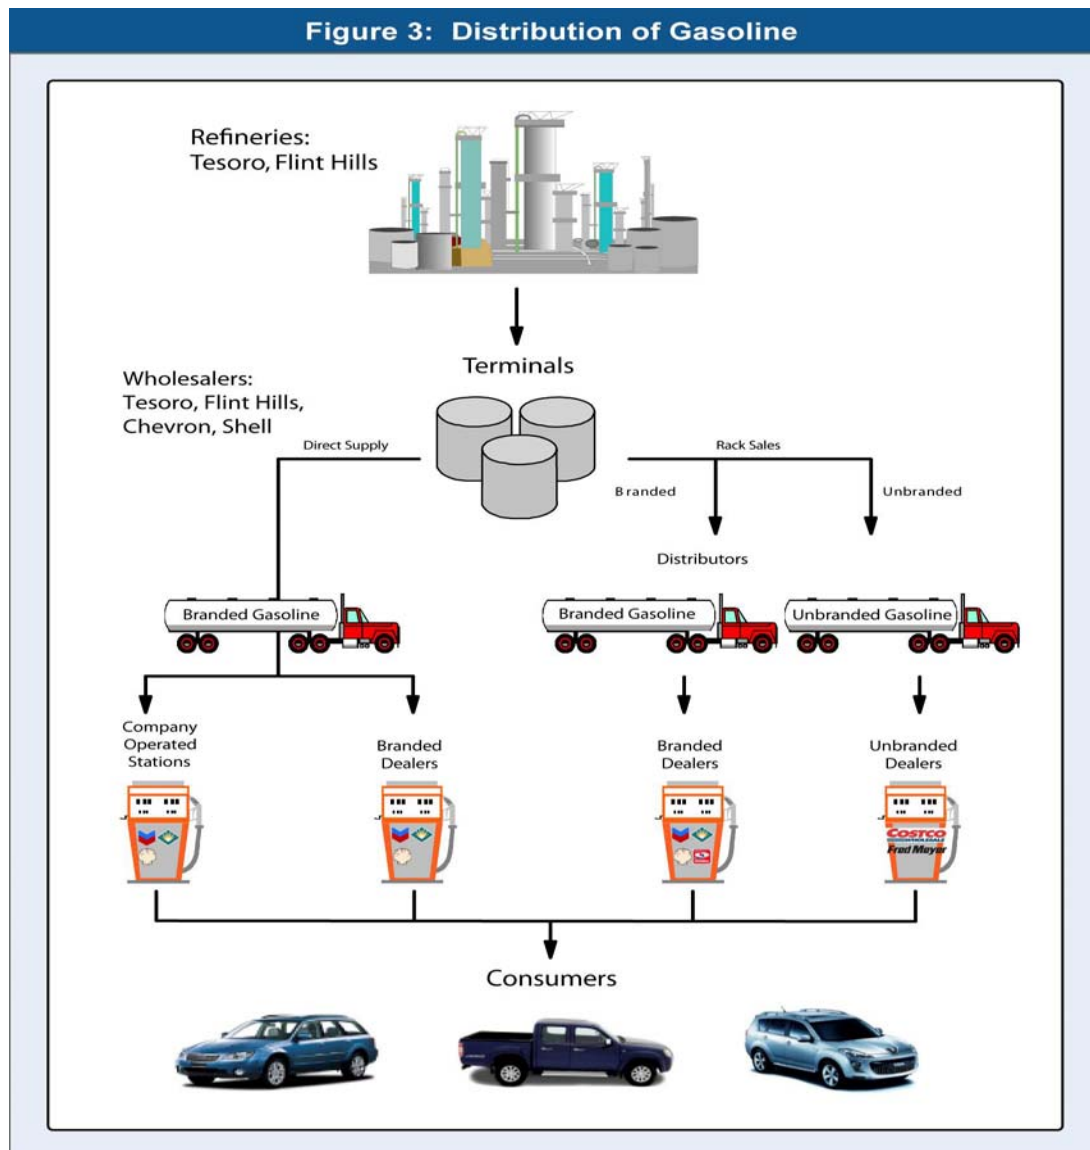 Figure 3: Distribution of Gasoline
Refineries:
Tesoro, Flint Hills
Terminals
Wholesalers:
Tesoro, Flint Hills,
Chevron, Shell
Direct Supply
Rack Sales
Branded
Unbranded
Distributors
Branded Gasoline
Branded Gasoline
Unbranded Gasoline
Company
Operated
Stations
Branded
Dealers
Branded
Dealers
Unbranded
Dealers
COSTCO
WHOLESALE
Fred Meyer
Consumers